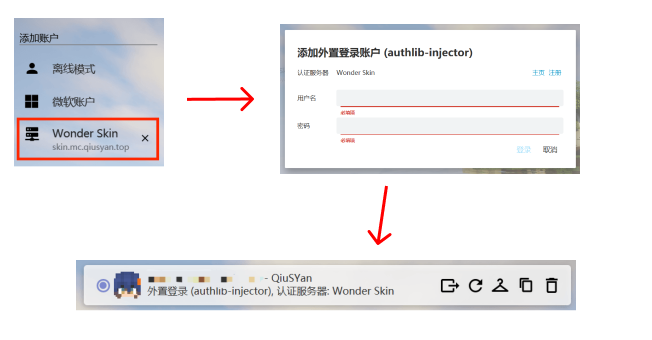 添加账户
离线模式
微软账户
Wonder Skin
skin.mc.qiusyan.top
添加外置登录账户 (authlib-injector)
认证服务器 Wonder Skin 主页 注册
用户名
必填项
密码
必填项
登录 取消
- QiuSYan
外置登录 (authlib-injector), 认证服务器: Wonder Skin